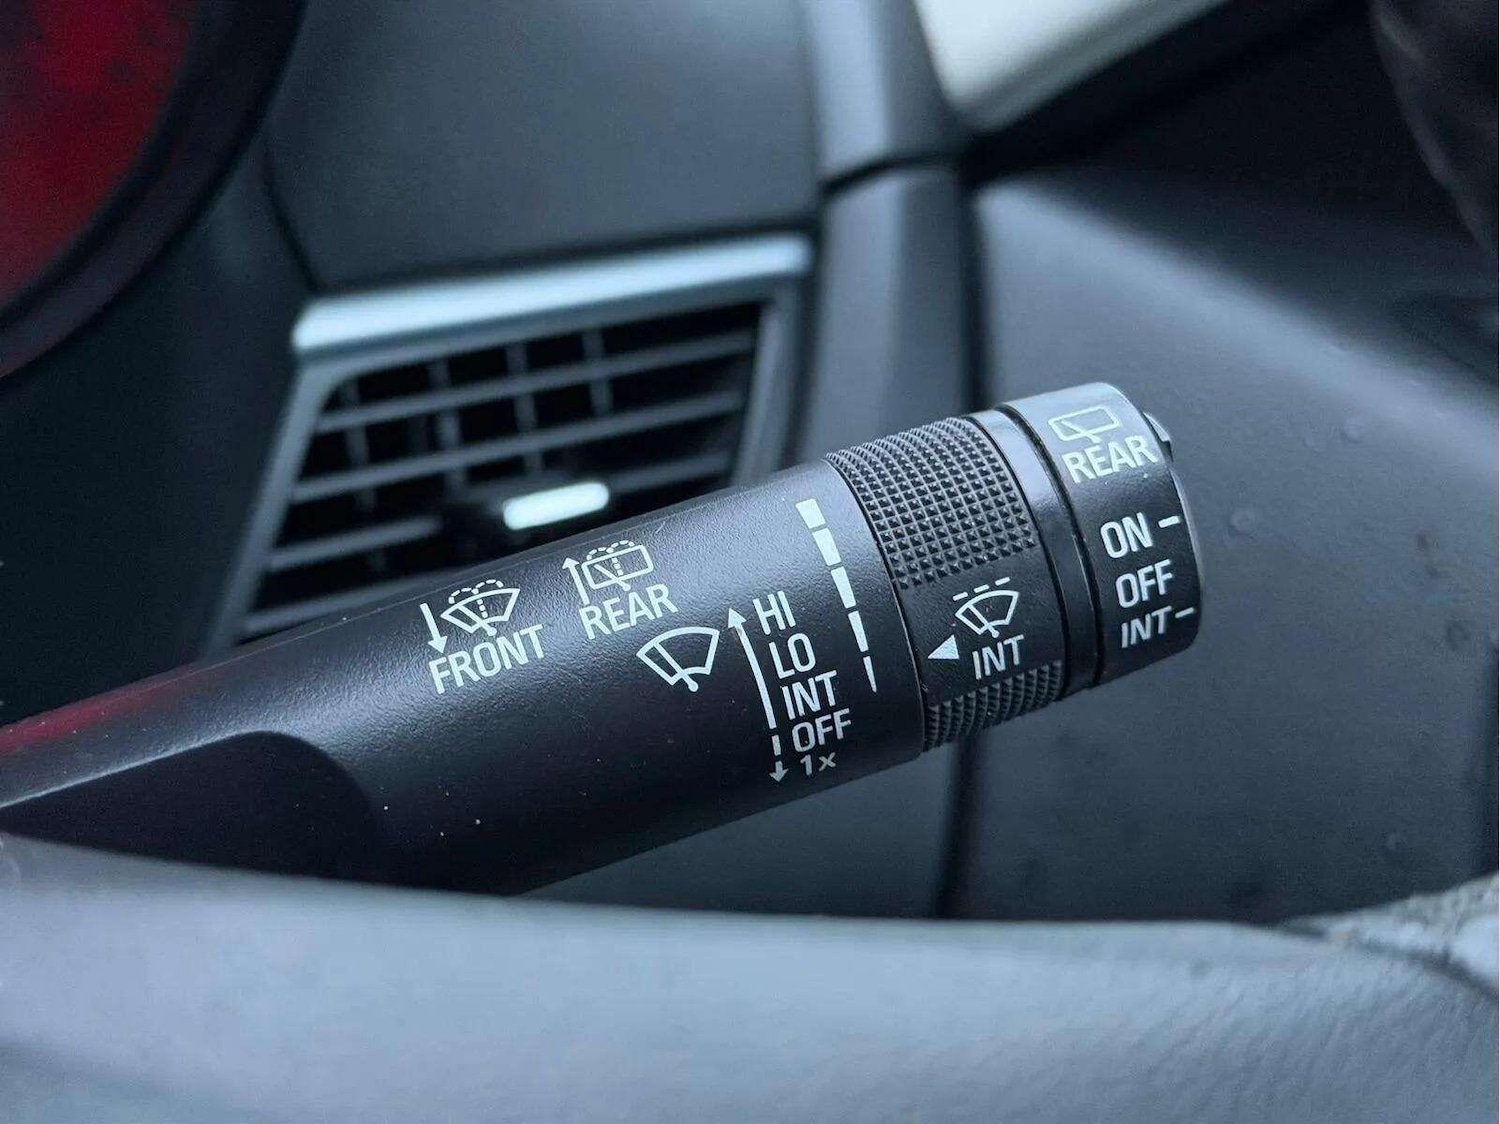 FRONT
REAR
HI
LO
INT
OFF
1x
INT
REAR
ON
OFF
INT